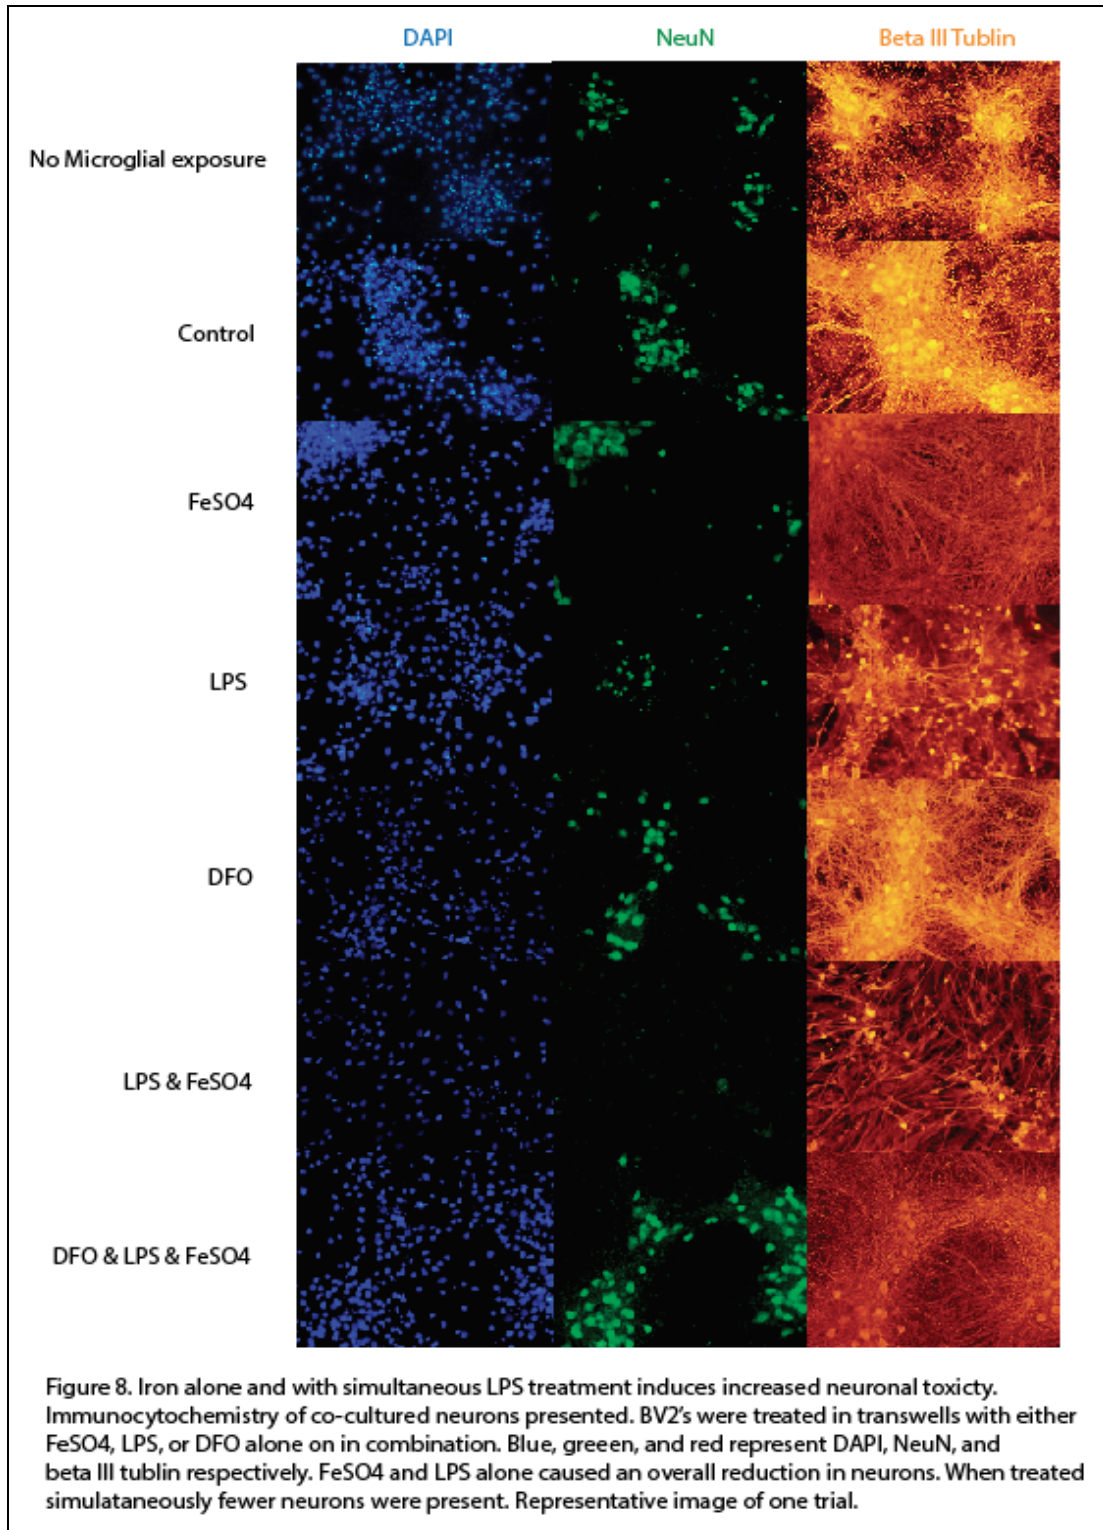 DAPI NeuN Beta III Tublin
No Microglial exposure
Control
FeSO4
LPS
DFO
LPS & FeSO4
DFO & LPS & FeSO4
Figure 8. Iron alone and with simultaneous LPS treatment induces increased neuronal toxicty.
Immunocytochemistry of co-cultured neurons presented. BV2's were treated in transwells with either
FeSO4, LPS, or DFO alone on in combination. Blue, greeen, and red represent DAPI, NeuN, and
beta III tublin respectively. FeSO4 and LPS alone caused an overall reduction in neurons. When treated
simulataneously fewer neurons were present. Representative image of one trial.